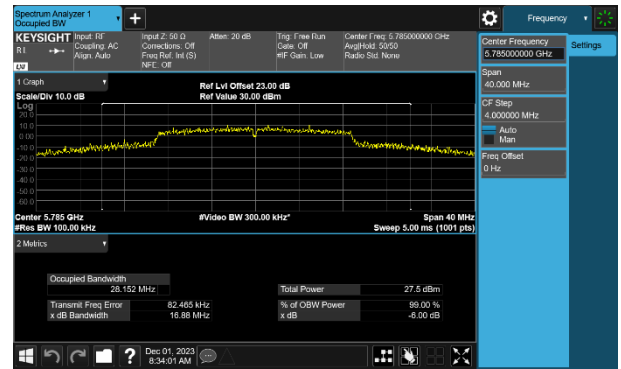 Spectrum Analyzer 1
Occupied BW
Frequency
KEYSIGHT
Input: RF
Coupling: AC
Align: Auto
Input Z: 50 Ω
Corrections: Off
Freq Ref: Int (S)
NFE: Off
Atten: 20 dB
Trig: Free Run
Gate: Off
#IF Gain: Low
Center Freq: 5.785000000 GHz
Avg|Hold: 50/50
Radio Std: None
RI
LXI
Center Frequency
5.785000000 GHz
Settings
Span
40.000 MHz
CF Step
4.000000 MHz
Auto
Man
Freq Offset
0 Hz
1 Graph
Ref Lvl Offset 23.00 dB
Scale/Div 10.0 dB
Ref Value 30.00 dBm
Log
20.0
10.0
0.00
-10.0
-20.0
-30.0
-40.0
-50.0
-60.0
Center 5.785 GHz
#Video BW 300.00 kHz*
Span 40 MHz
#Res BW 100.00 kHz
Sweep 5.00 ms (1001 pts)
2 Metrics
Occupied Bandwidth
28.152 MHz
Total Power 27.5 dBm
Transmit Freq Error 82.465 kHz
% of OBW Power 99.00 %
x dB Bandwidth 16.88 MHz
x dB -6.00 dB
?
Dec 01, 2023
8:34:01 AM